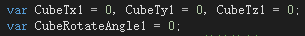 var CubeTx1 = 0, CubeTy1 = 0, CubeTz1 = 0;
var CubeRotateAngle1 = 0;